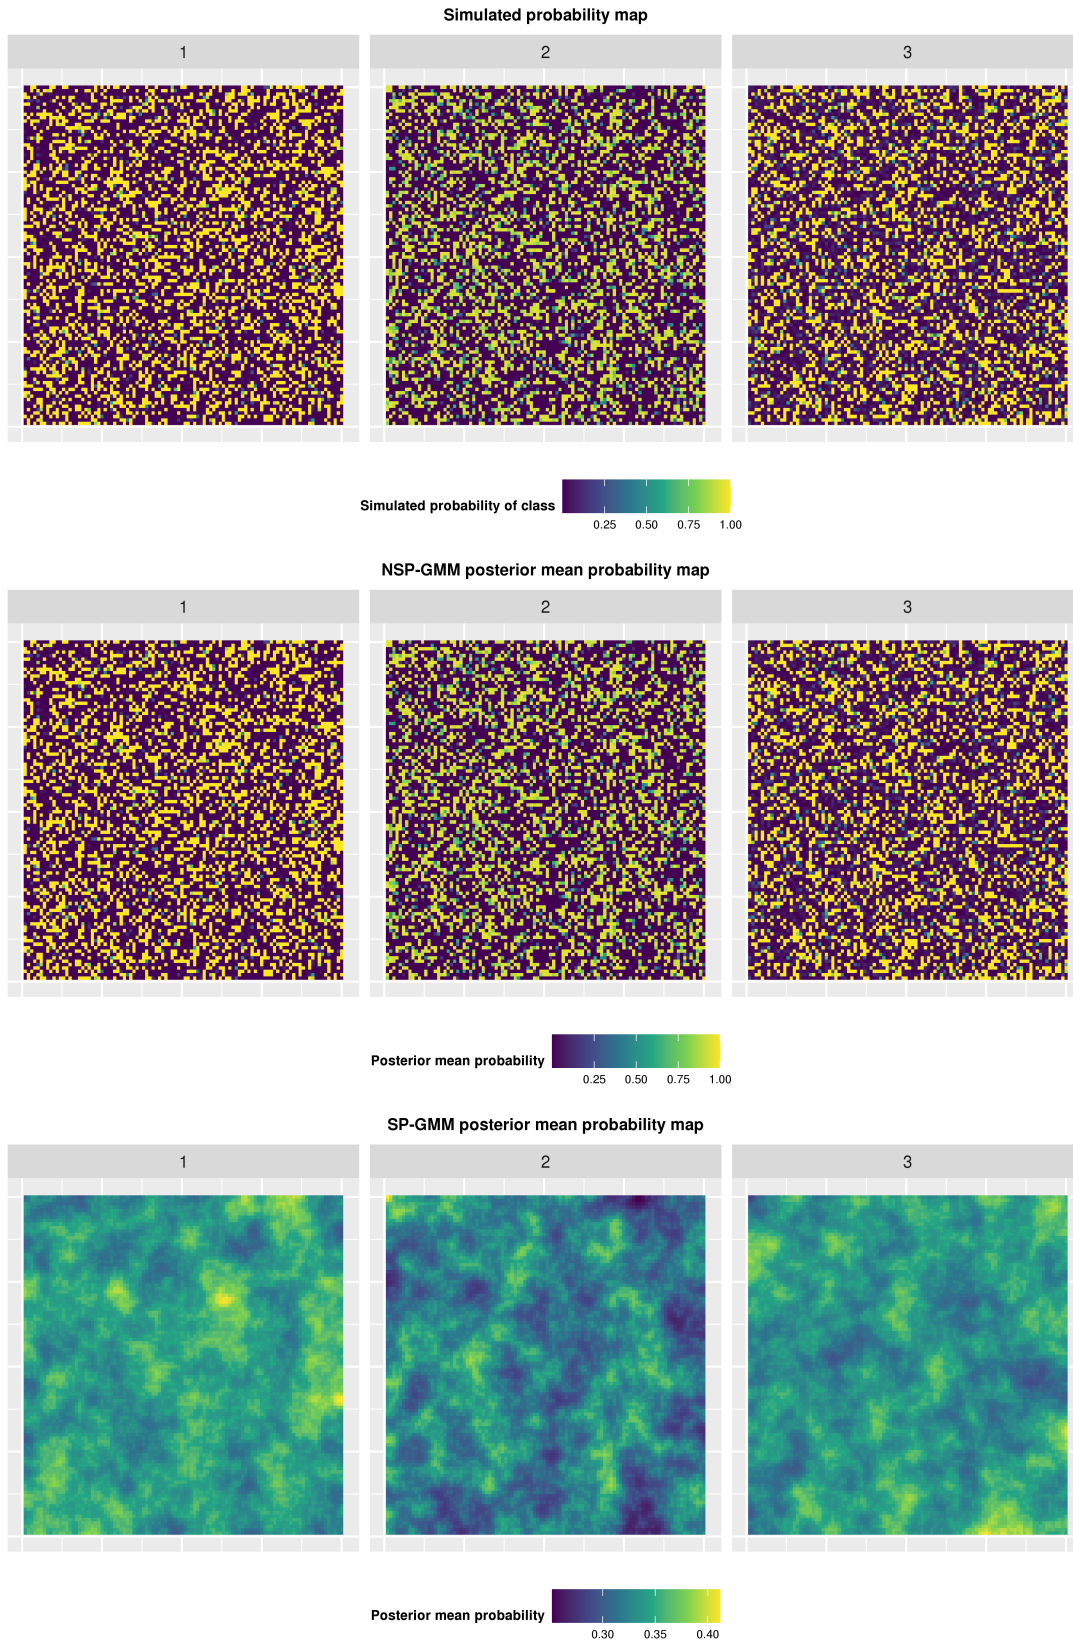 Simulated probability map
1 2 3
Simulated probability of class
0.25 0.50 0.75 1.00
NSP-GMM posterior mean probability map
1 2 3
Posterior mean probability
0.25 0.50 0.75 1.00
SP-GMM posterior mean probability map
1 2 3
Posterior mean probability
0.30 0.35 0.40